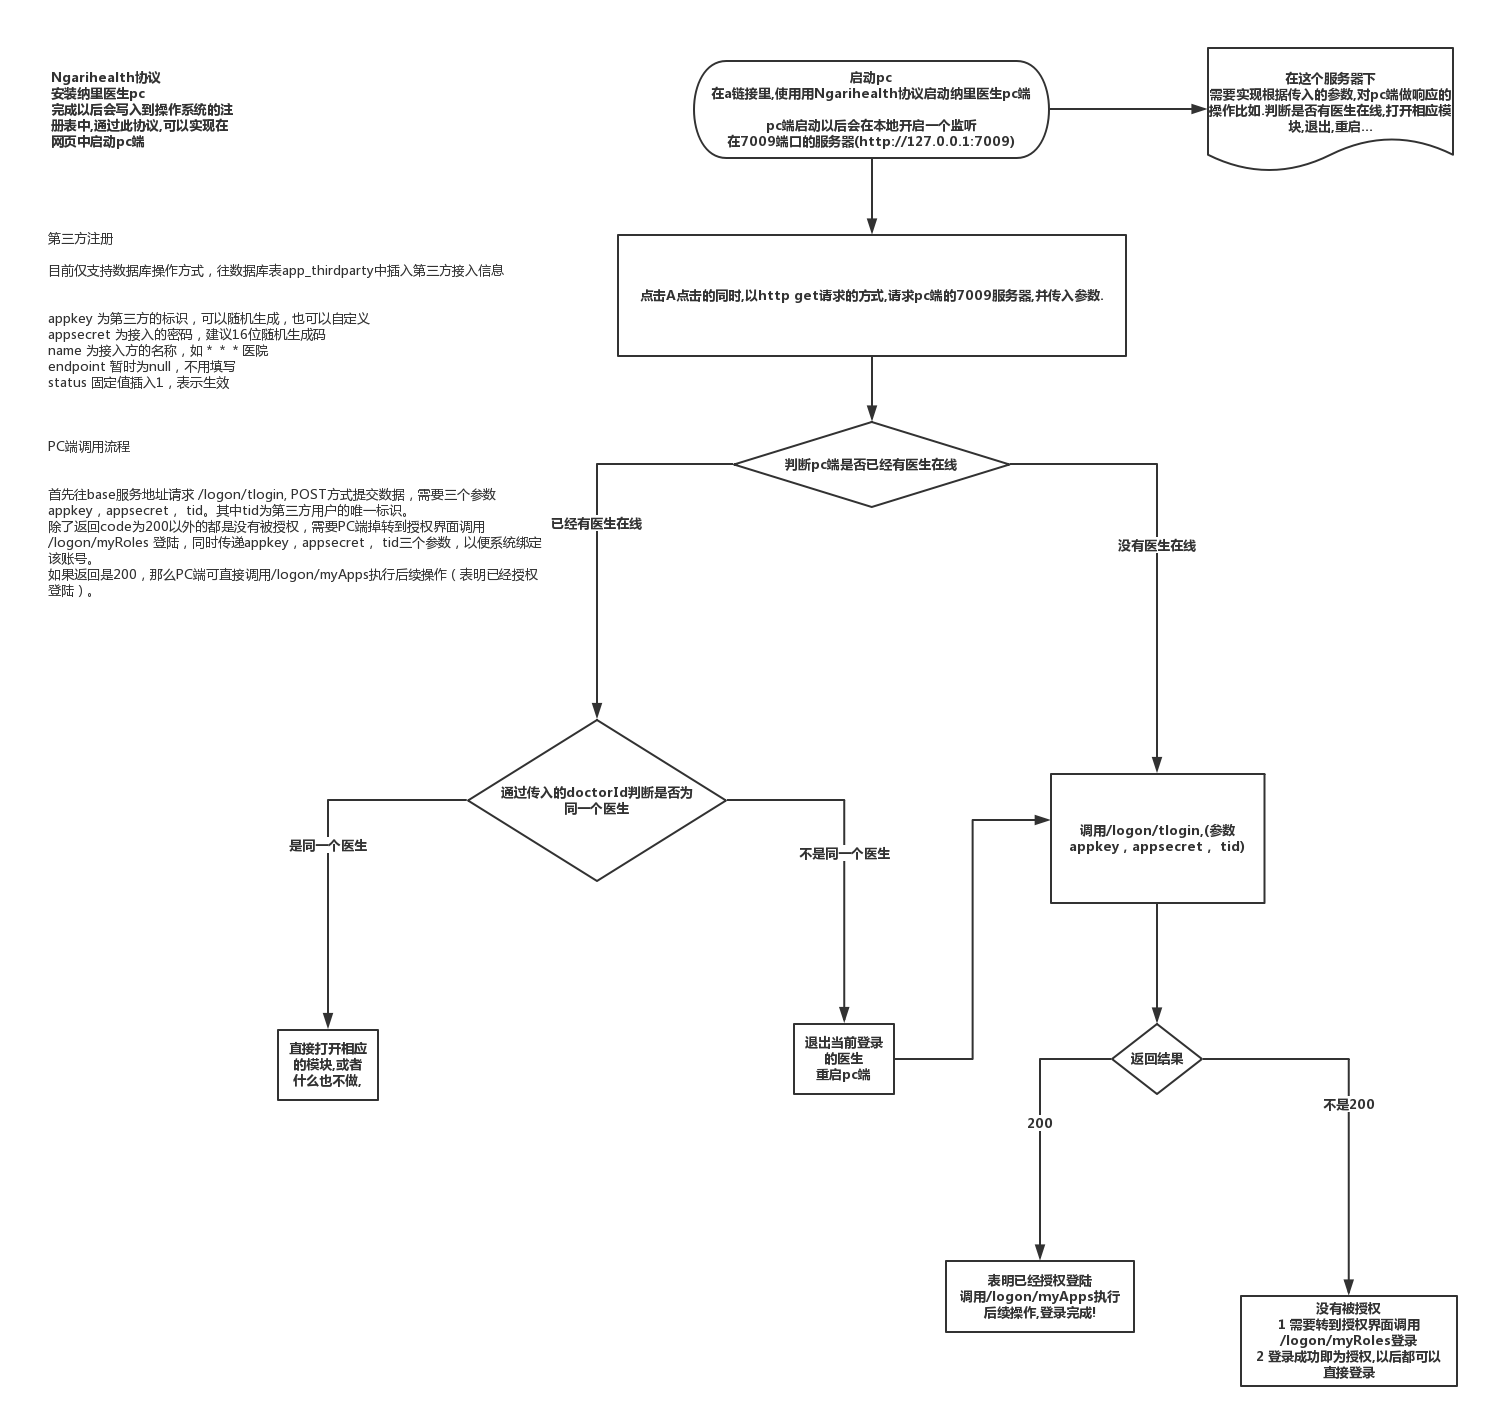 Ngarihealth协议
安装纳里医生pc
完成以后会写入到操作系统的注
册表中,通过此协议,可以实现在
网页中启动pc端
启动pc
在a链接里,使用用Ngarihealth协议启动纳里医生pc端
pc端启动以后会在本地开启一个监听
在7009端口的服务器(http://127.0.0.1:7009)
在这个服务器下
需要实现根据传入的参数,对pc端做响应的
操作比如.判断是否有医生在线,打开相应模
块,退出,重启...
第三方注册
目前仅支持数据库操作方式，往数据库表app_thirdparty中插入第三方接入信息
appkey 为第三方的标识，可以随机生成，也可以自定义
appsecret 为接入的密码，建议16位随机生成码
name 为接入方的名称，如＊＊＊医院
endpoint 暂时为null，不用填写
status 固定值插入1，表示生效
点击A点击的同时,以http get请求的方式,请求pc端的7009服务器,并传入参数.
PC端调用流程
首先往base服务地址请求 /logon/tlogin, POST方式提交数据，需要三个参数
appkey，appsecret， tid。其中tid为第三方用户的唯一标识。
除了返回code为200以外的都是没有被授权，需要PC端掉转到授权界面调用
/logon/myRoles 登陆，同时传递appkey，appsecret， tid三个参数，以便系统绑定
该账号。
如果返回是200，那么PC端可直接调用/logon/myApps执行后续操作（表明已经授权
登陆）。
判断pc端是否已经有医生在线
已经有医生在线
没有医生在线
通过传入的doctorId判断是否为
同一个医生
是同一个医生
不是同一个医生
调用/logon/tlogin,(参数
appkey，appsecret， tid)
直接打开相应
的模块,或者
什么也不做,
退出当前登录
的医生
重启pc端
返回结果
200
不是200
表明已经授权登陆
调用/logon/myApps执行
后续操作,登录完成!
没有被授权
1 需要转到授权界面调用
/logon/myRoles登录
2 登录成功即为授权,以后都可以
直接登录